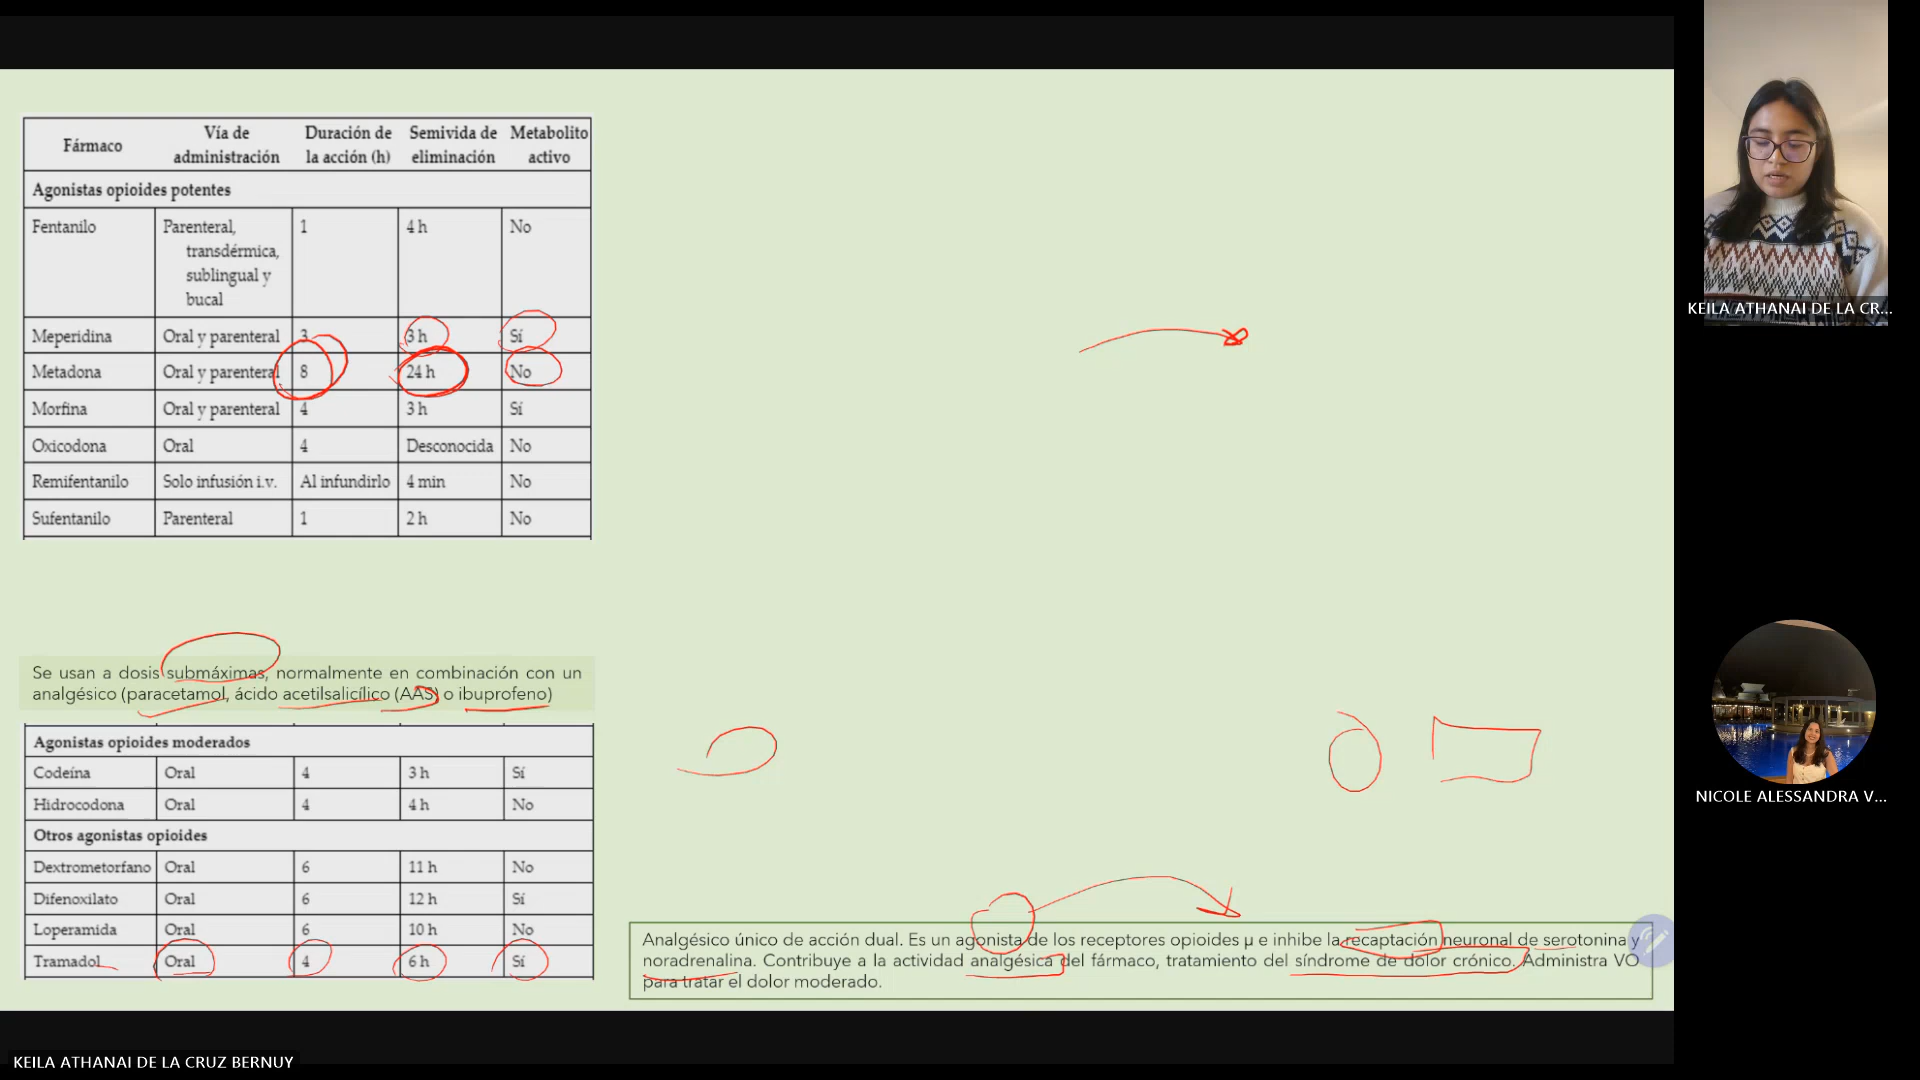 Fármaco Vía de administración Duración de la acción (h) Semivida de eliminación Metabolito activo
Agonistas opioides potentes
Fentanilo Parenteral, transdérmica, sublingual y bucal 1 4 h No
Meperidina Oral y parenteral 3 3 h Sí
Metadona Oral y parenteral 8 24 h No
Morfina Oral y parenteral 4 3 h Sí
Oxicodona Oral 4 Desconocida No
Remifentanilo Solo infusión i.v. Al infundirlo 4 min No
Sufentanilo Parenteral 1 2 h No
Se usan a dosis submáximas, normalmente en combinación con un
analgésico (paracetamol, ácido acetilsalicílico (AAS) o ibuprofeno)
Agonistas opioides moderados
Codeína Oral 4 3 h Sí
Hidrocodona Oral 4 4 h No
Otros agonistas opioides
Dextrometorfano Oral 6 11 h No
Difenoxilato Oral 6 12 h Sí
Loperamida Oral 6 10 h No
Tramadol Oral 4 6 h Sí
Analgésico único de acción dual. Es un agonista de los receptores opioides µ e inhibe la recaptación neuronal de serotonina y
noradrenalina. Contribuye a la actividad analgésica del fármaco, tratamiento del síndrome de dolor crónico. Administra VO
para tratar el dolor moderado.
KEILA ATHANAI DE LA CR...
NICOLE ALESSANDRA V...
KEILA ATHANAI DE LA CRUZ BERNUY